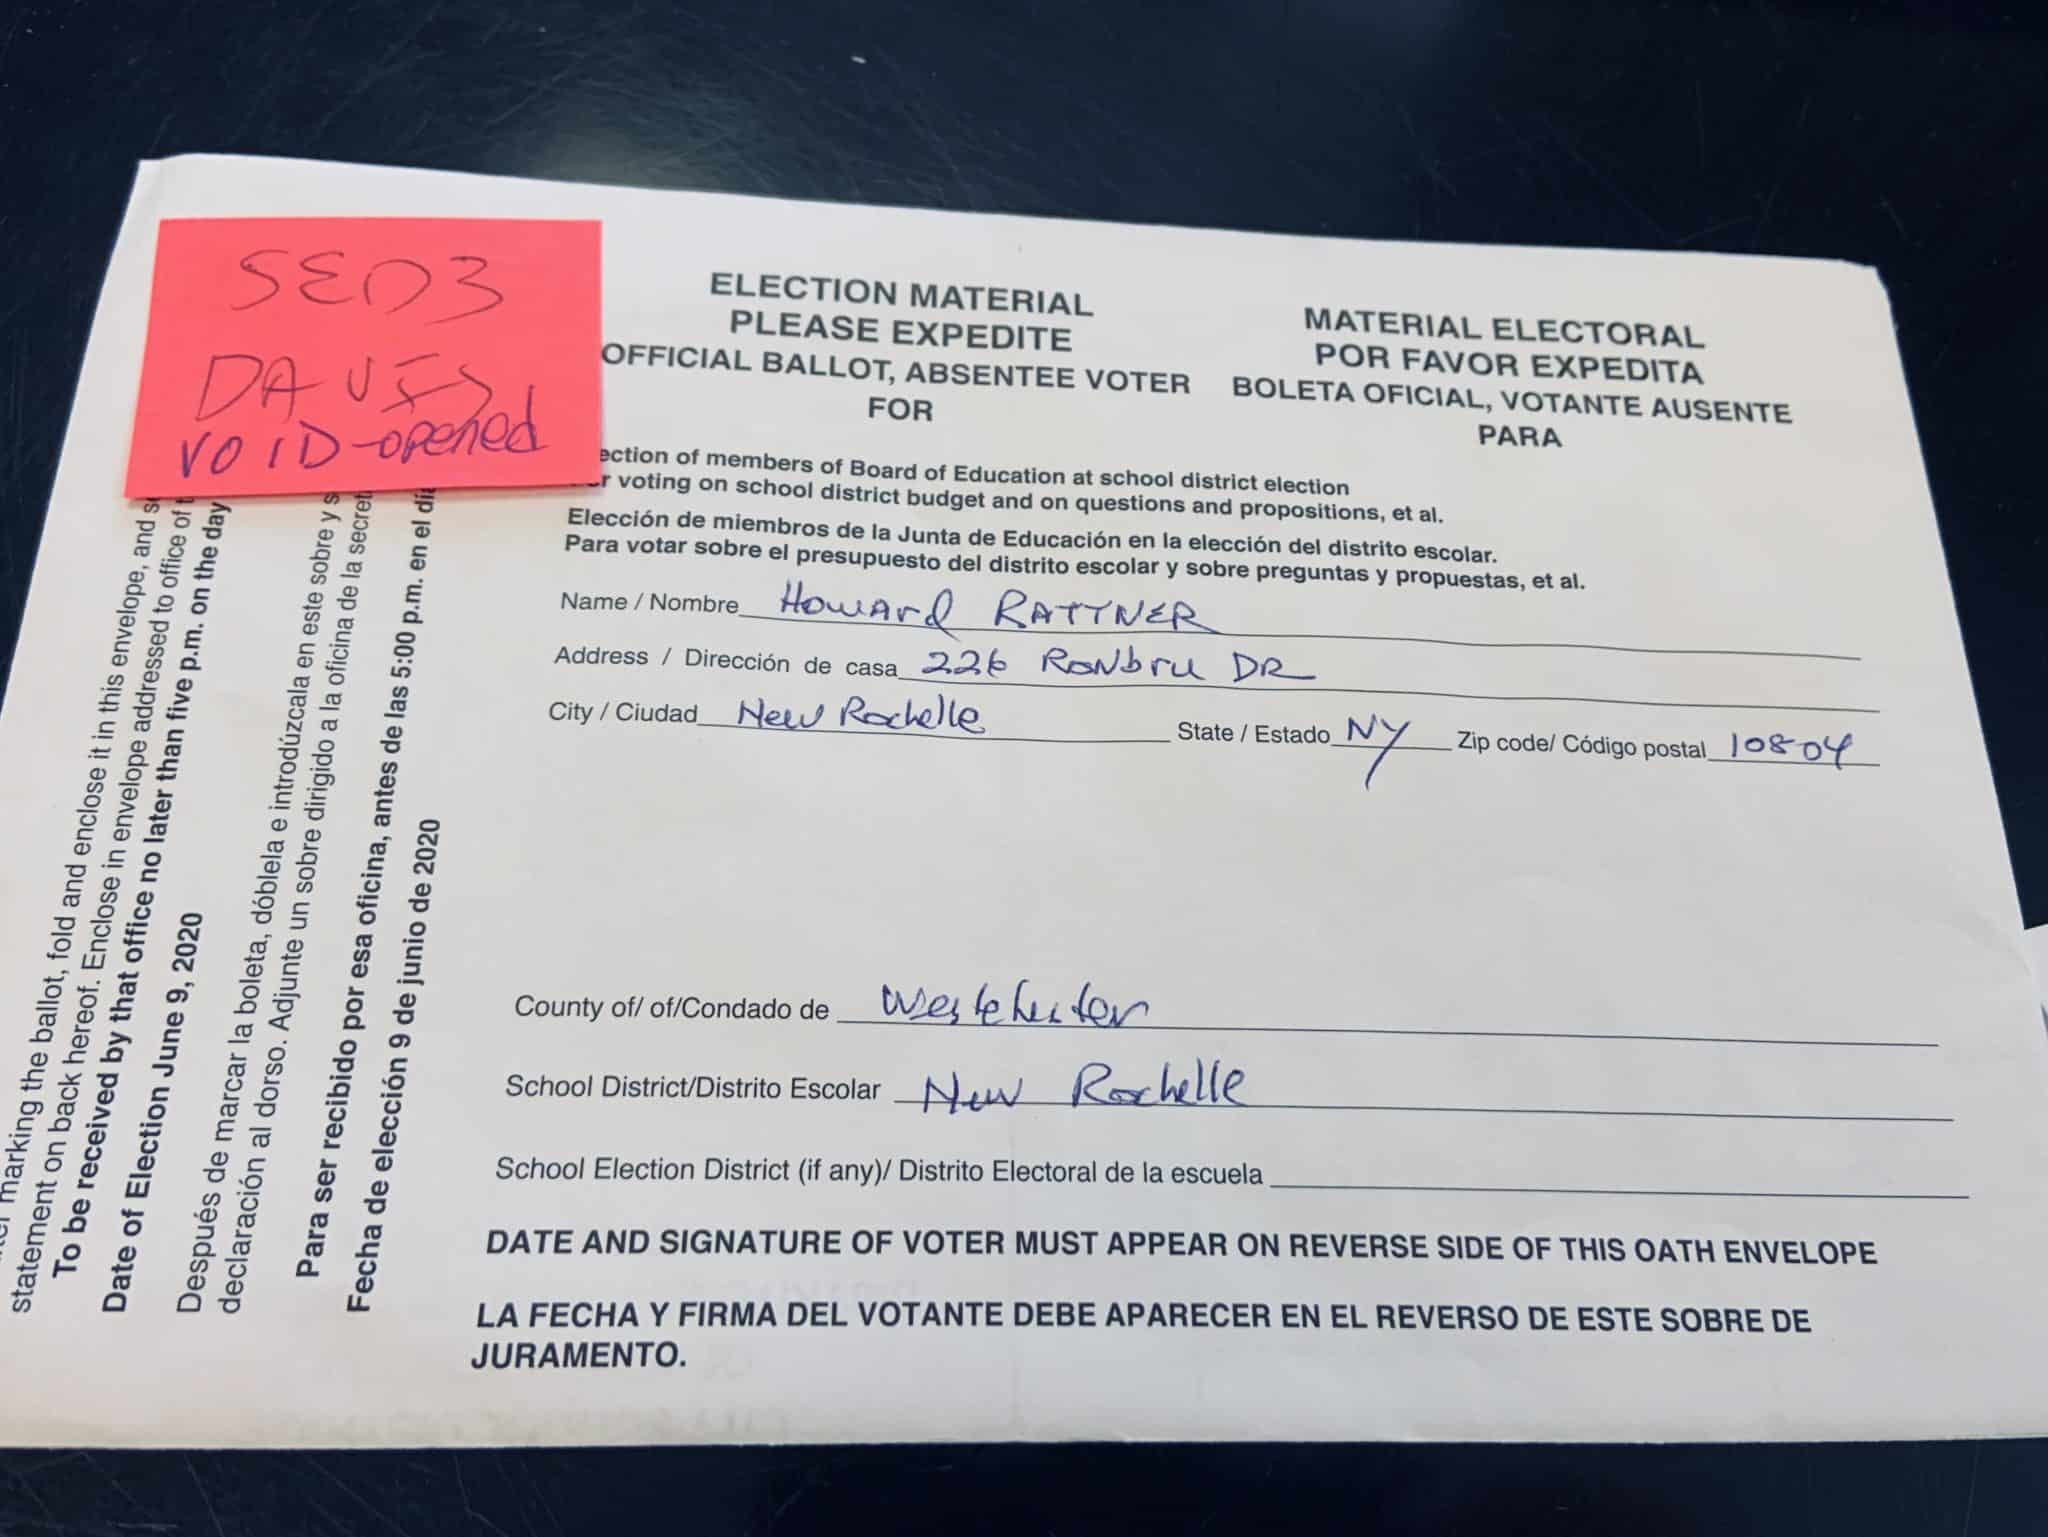 SED3
DAVIS
VOID-opened
ELECTION MATERIAL
PLEASE EXPEDITE
OFFICIAL BALLOT, ABSENTEE VOTER
FOR
MATERIAL ELECTORAL
POR FAVOR EXPEDITA
BOLETA OFICIAL, VOTANTE AUSENTE
PARA
ection of members of Board of Education at school district election
r voting on school district budget and on questions and propositions, et al.
Elección de miembros de la Junta de Educación en la elección del distrito escolar.
Para votar sobre el presupuesto del distrito escolar y sobre preguntas y propuestas, et al.
Name / Nombre Howard RATTNER
Address / Dirección de casa 226 RONbru DR
City / Ciudad New Rochelle State / Estado NY Zip code/ Código postal 10804
County of/ of/Condado de Westchester
School District/Distrito Escolar New Rochelle
School Election District (if any)/ Distrito Electoral de la escuela
DATE AND SIGNATURE OF VOTER MUST APPEAR ON REVERSE SIDE OF THIS OATH ENVELOPE
LA FECHA Y FIRMA DEL VOTANTE DEBE APARECER EN EL REVERSO DE ESTE SOBRE DE
JURAMENTO.
marking the ballot, fold and enclose it in this envelope, and s
statement on back hereof. Enclose in envelope addressed to office of
To be received by that office no later than five p.m. on the day
Date of Election June 9, 2020
Después de marcar la boleta, dóblela e introdúzcala en este sobre y s
declaración al dorso. Adjunte un sobre dirigido a la oficina de la secret
Para ser recibido por esa oficina, antes de las 5:00 p.m. en el día
Fecha de elección 9 de junio de 2020